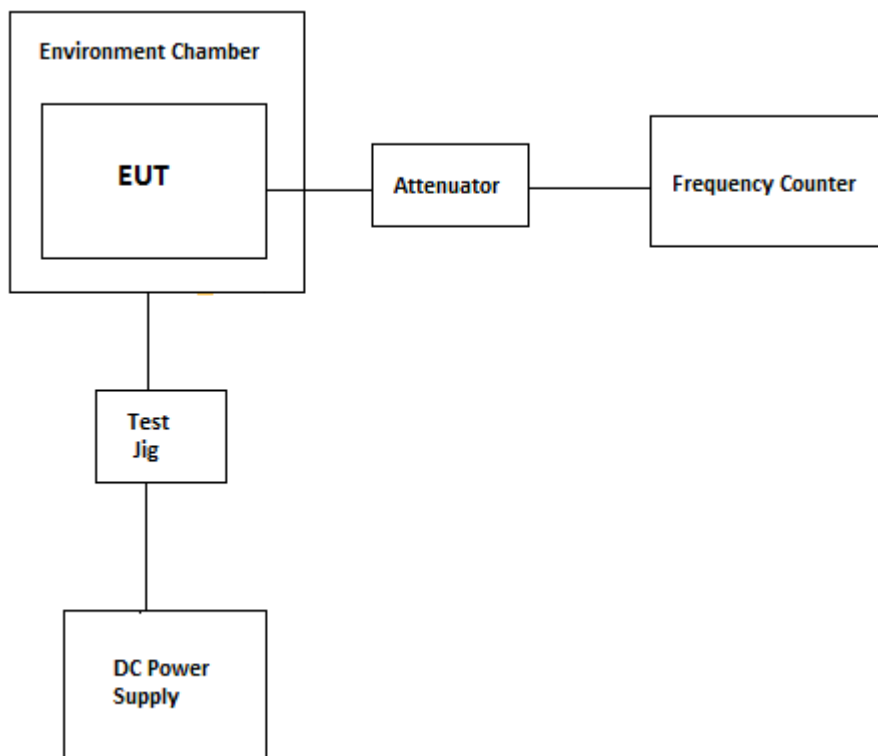 Environment Chamber
EUT
Attenuator
Frequency Counter
Test
Jig
DC Power
Supply